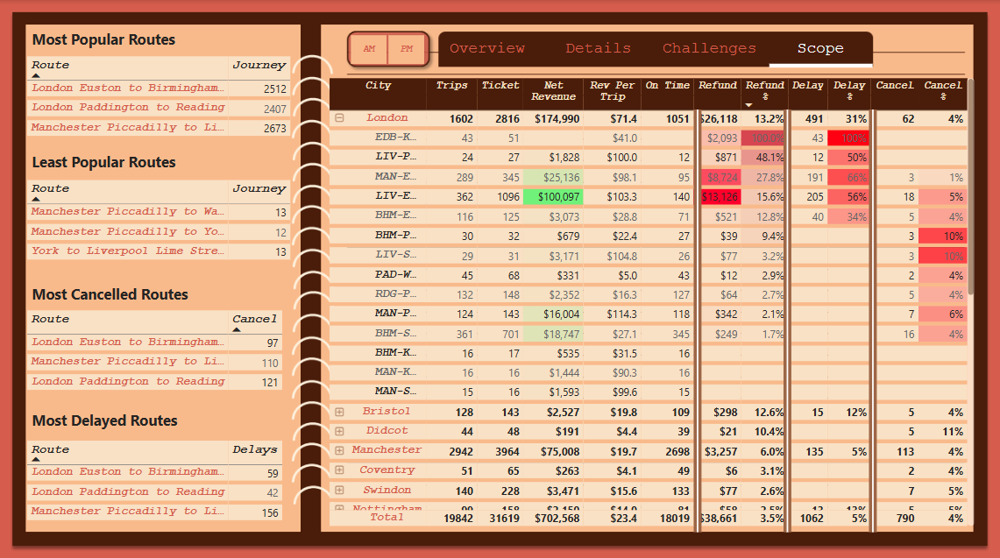 Most Popular Routes
Route Journey
London Euston to Birmingham… 2512
London Paddington to Reading 2407
Manchester Piccadilly to Li… 2673
Least Popular Routes
Route Journey
Manchester Piccadilly to Wa… 13
Manchester Piccadilly to Yo… 12
York to Liverpool Lime Stre… 13
Most Cancelled Routes
Route Cancel
London Euston to Birmingham… 97
Manchester Piccadilly to Li… 110
London Paddington to Reading 121
Most Delayed Routes
Route Delays
London Euston to Birmingham… 59
London Paddington to Reading 42
Manchester Piccadilly to Li… 156
AM PM Overview Details Challenges Scope
City Trips Ticket Net Revenue Rev Per Trip On Time Refund Refund % Delay Delay % Cancel Cancel %
London 1602 2816 $174,990 $71.4 1051 $26,118 13.2% 491 31% 62 4%
EDB-K… 43 51 $41.0 $2,093 100.0% 43 100%
LIV-P… 24 27 $1,828 $100.0 12 $871 48.1% 12 50%
MAN-E… 289 345 $25,136 $98.1 95 $8,724 27.8% 191 66% 3 1%
LIV-E… 362 1096 $100,097 $103.3 140 $13,126 15.6% 205 56% 18 5%
BHM-E… 116 125 $3,073 $28.8 71 $521 12.8% 40 34% 5 4%
BHM-P… 30 32 $679 $22.4 27 $39 9.4% 3 10%
LIV-S… 29 31 $3,171 $104.8 26 $77 3.2% 3 10%
PAD-W… 45 68 $331 $5.0 43 $12 2.9% 2 4%
RDG-P… 132 148 $2,352 $16.3 127 $64 2.7% 5 4%
MAN-P… 124 143 $16,004 $114.3 118 $342 2.1% 7 6%
BHM-S… 361 701 $18,747 $27.1 345 $249 1.7% 16 4%
BHM-K… 16 17 $535 $31.5 16
MAN-K… 16 16 $1,444 $90.3 16
MAN-S… 15 16 $1,593 $99.6 15
Bristol 128 143 $2,527 $19.8 109 $298 12.6% 15 12% 5 4%
Didcot 44 48 $191 $4.4 39 $21 10.4% 5 11%
Manchester 2942 3964 $75,008 $19.7 2698 $3,257 6.0% 135 5% 113 4%
Coventry 51 65 $263 $4.1 49 $6 3.1% 2 4%
Swindon 140 228 $3,471 $15.6 133 $77 2.6% 7 5%
Nottingham
Total 19842 31619 $702,568 $23.4 18019 $38,661 3.5% 1062 5% 790 4%